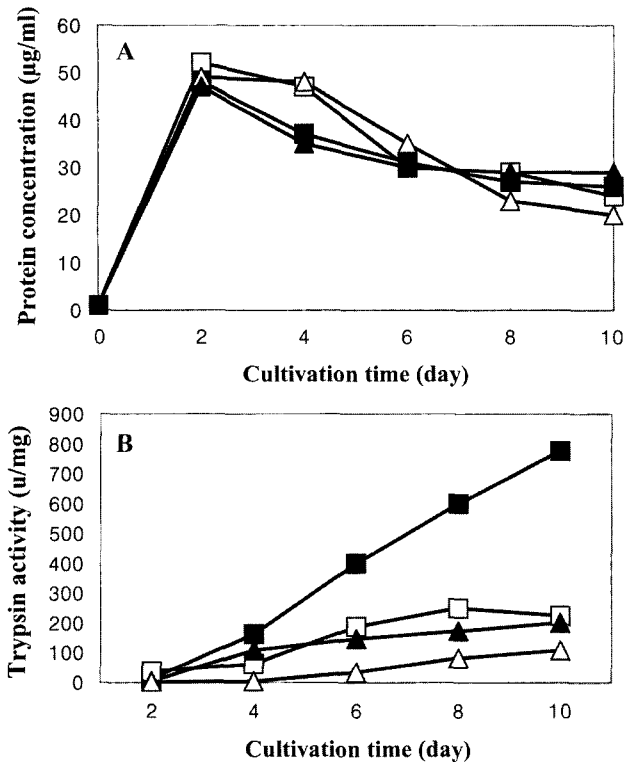 A
Protein concentration (µg/ml)
60
50
40
30
20
10
0
0 2 4 6 8 10
Cultivation time (day)
B
Trypsin activity (u/mg)
900
800
700
600
500
400
300
200
100
0
2 4 6 8 10
Cultivation time (day)